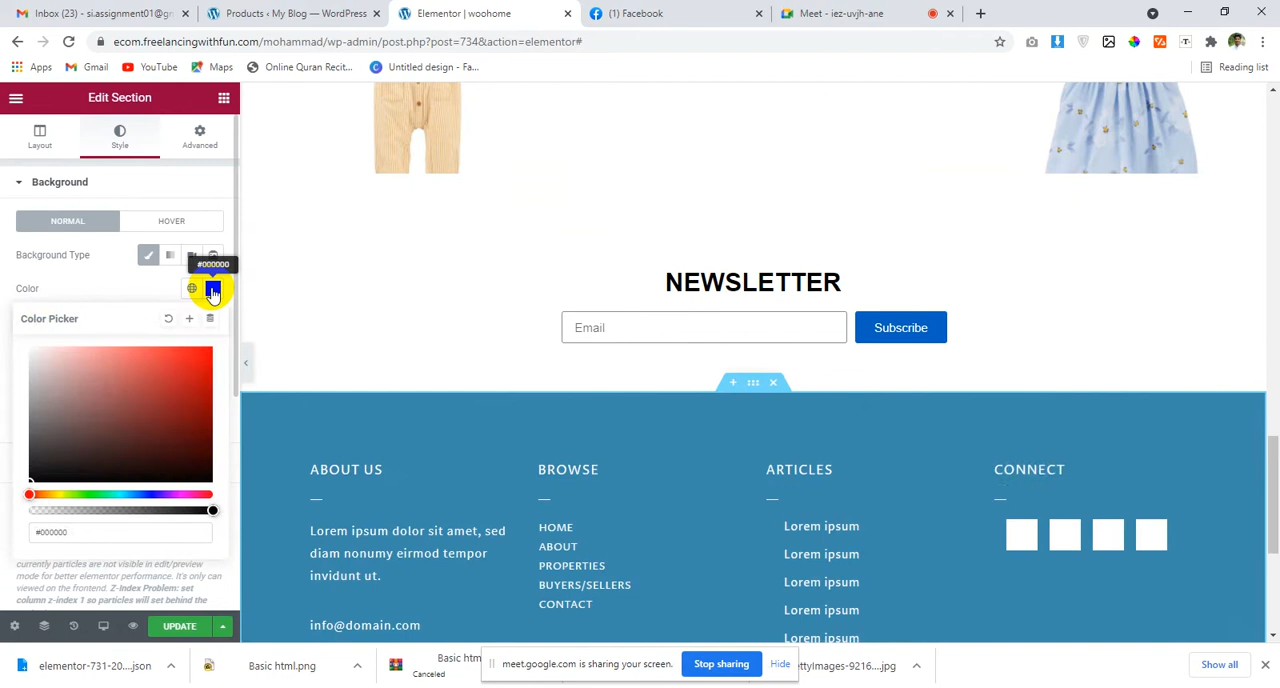 Inbox (23) - si.assignment01@gr
Products ‹ My Blog — WordPress
Elementor | woohome
(1) Facebook
Meet - iez-uvjh-ane
ecom.freelancingwithfun.com/mohammad/wp-admin/post.php?post=734&action=elementor#
Apps
Gmail
YouTube
Maps
Online Quran Recit...
Untitled design - Fa...
Reading list
Edit Section
Layout
Style
Advanced
Background
NORMAL
HOVER
Background Type
#000000
Color
Color Picker
#000000
currently particles are not visible in edit/preview
mode for better elementor performance. It's only can
viewed on the frontend. Z-Index Problem: set
column z-index 1 so particles will set behind the
UPDATE
NEWSLETTER
Email
Subscribe
ABOUT US
Lorem ipsum dolor sit amet, sed
diam nonumy eirmod tempor
invidunt ut.
info@domain.com
BROWSE
HOME
ABOUT
PROPERTIES
BUYERS/SELLERS
CONTACT
ARTICLES
Lorem ipsum
Lorem ipsum
Lorem ipsum
Lorem ipsum
Lorem ipsum
CONNECT
elementor-731-20....json
Basic html.png
Basic htm
Canceled
meet.google.com is sharing your screen.
Stop sharing
Hide
ettyImages-9216....jpg
Show all